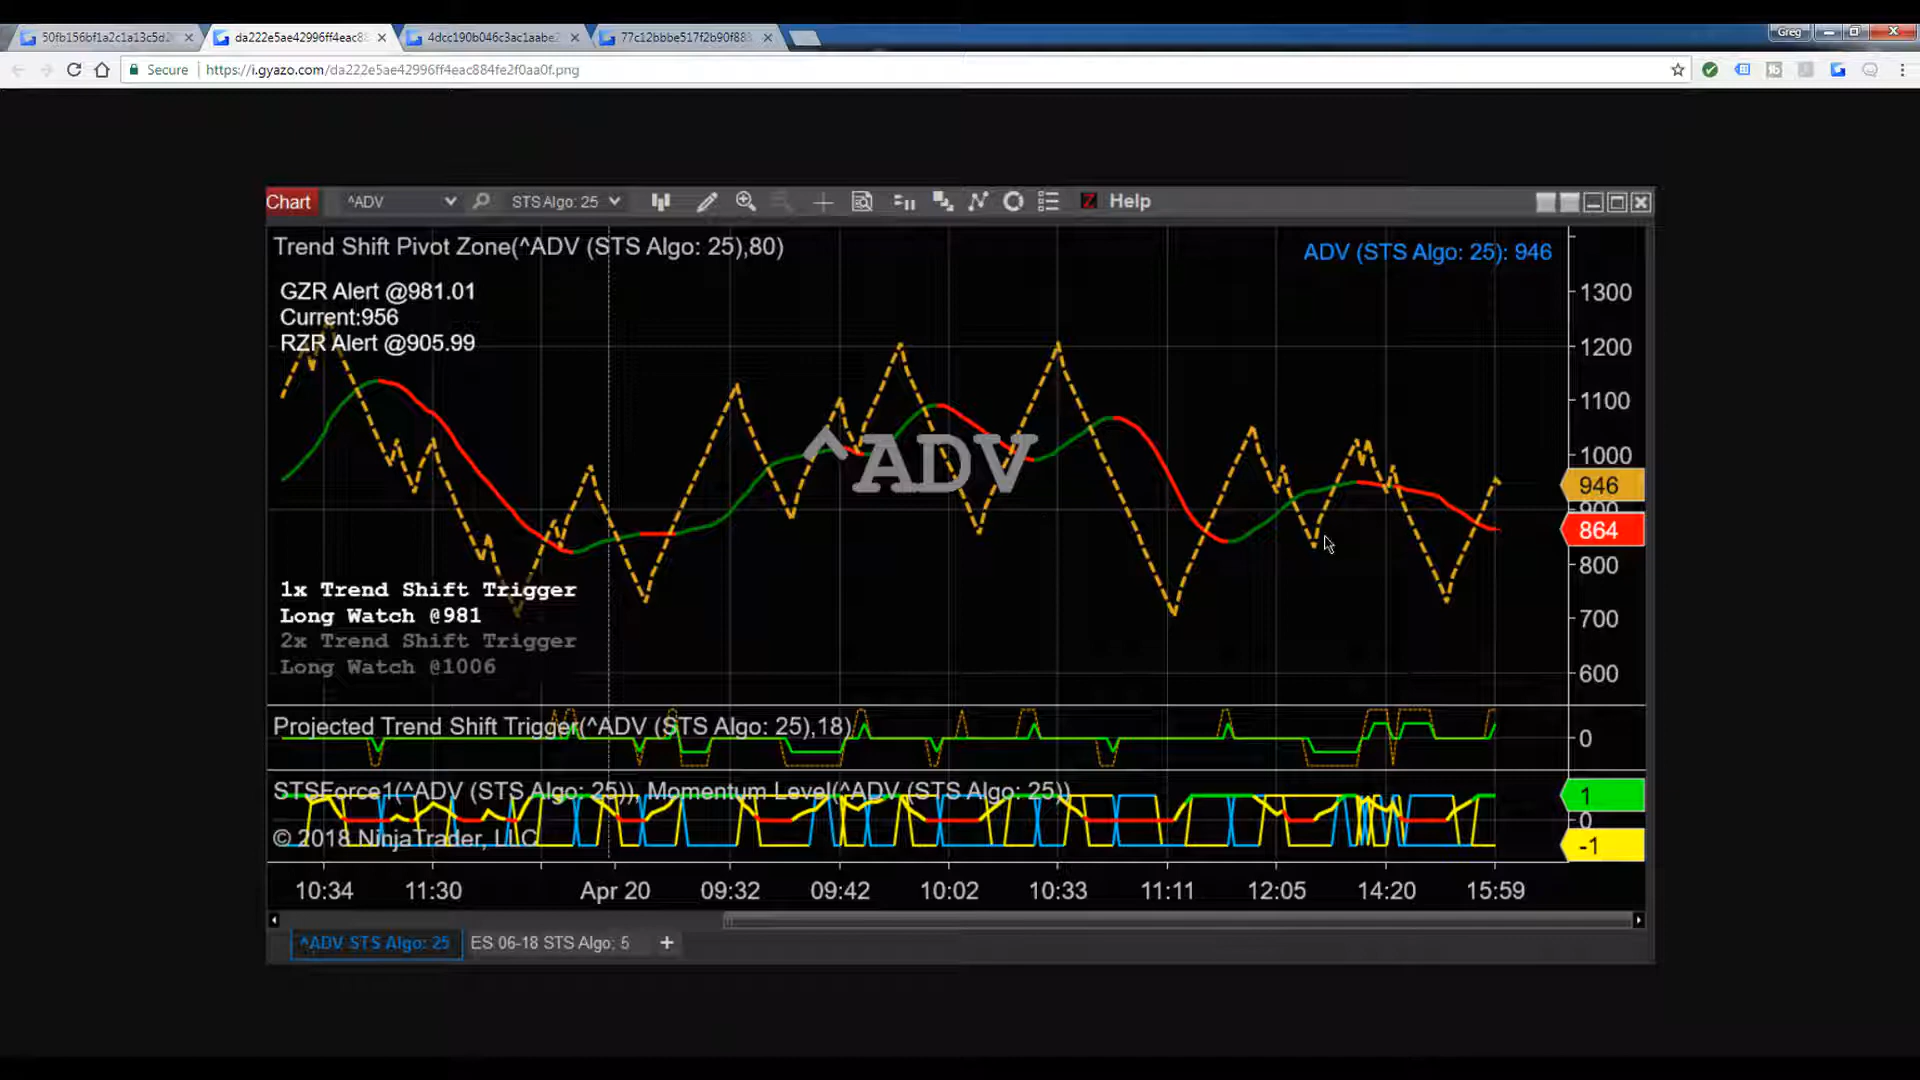 50fb156bf1a2c1a13c5d2
da222e5ae42996ff4eac88
4dcc190b046c3ac1aabe2
77c12bbbe517f2b90f883
Greg
Secure
https://i.gyazo.com/da222e5ae42996ff4eac884fe2f0aa0f.png
Chart
^ADV
STS Algo: 25
Help
Trend Shift Pivot Zone(^ADV (STS Algo: 25),80)
ADV (STS Algo: 25): 946
GZR Alert @981.01
Current:956
RZR Alert @905.99
^ADV
1300
1200
1100
1000
946
900
864
800
700
600
1x Trend Shift Trigger
Long Watch @981
2x Trend Shift Trigger
Long Watch @1006
Projected Trend Shift Trigger(^ADV (STS Algo: 25),18)
0
STSForce1(^ADV (STS Algo: 25)), Momentum Level(^ADV (STS Algo: 25))
1
0
-1
© 2018 NinjaTrader, LLC
10:34 11:30 Apr 20 09:32 09:42 10:02 10:33 11:11 12:05 14:20 15:59
^ADV STS Algo: 25
ES 06-18 STS Algo: 5
+